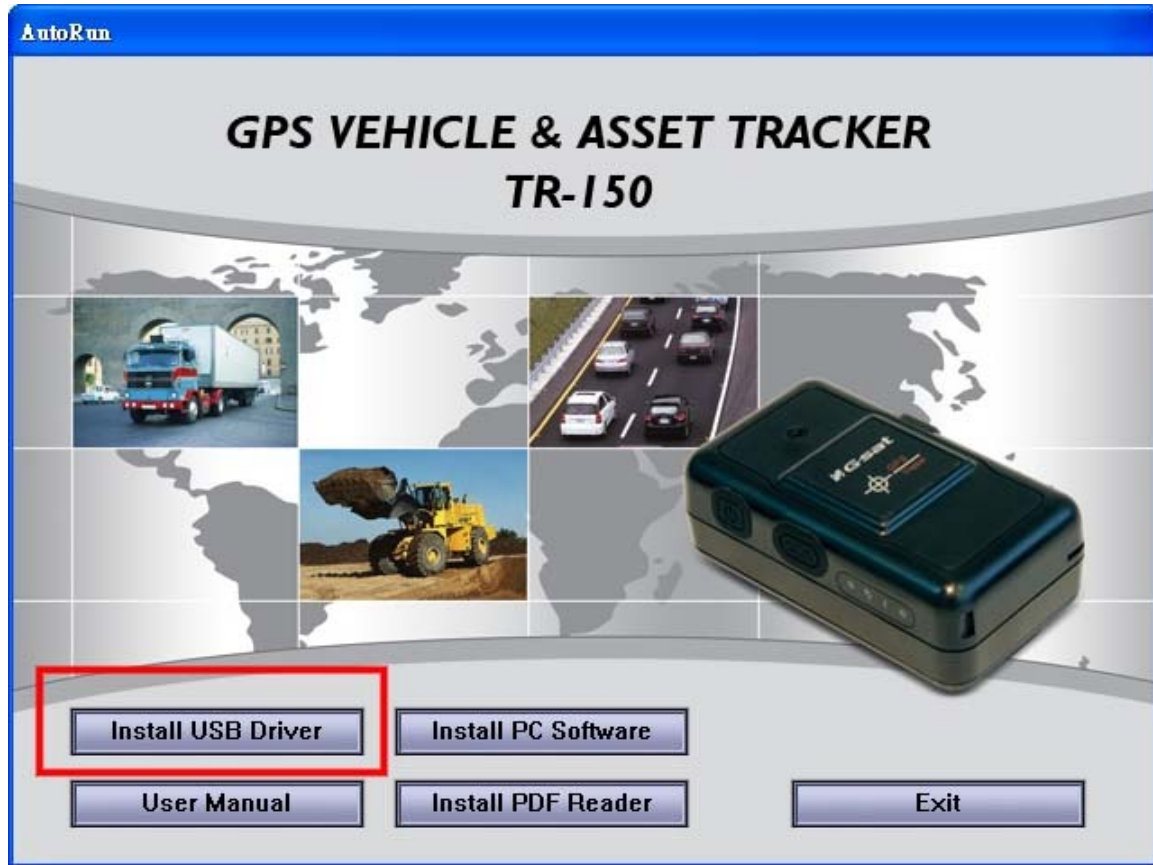 AutoRun
GPS VEHICLE & ASSET TRACKER
TR-150
G-sat
Install USB Driver
Install PC Software
User Manual
Install PDF Reader
Exit